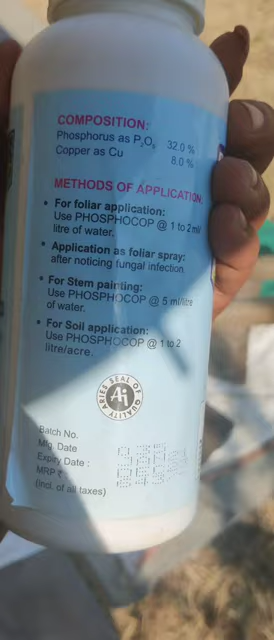 COMPOSITION:
Phosphorus as P₂O₅ 32.0 %
Copper as Cu 8.0 %
METHODS OF APPLICATION:
• For foliar application:
Use PHOSPHOCOP @ 1 to 2 ml/
litre of water.
• Application as foliar spray:
after noticing fungal infection.
• For Stem painting:
Use PHOSPHOCOP @ 5 ml/litre
of water.
• For Soil application:
Use PHOSPHOCOP @ 1 to 2
litre/acre.
ARIES SEAL OF QUALITY
Ai
Batch No.
Mfg. Date
Expiry Date :
MRP ₹
(incl. of all taxes)